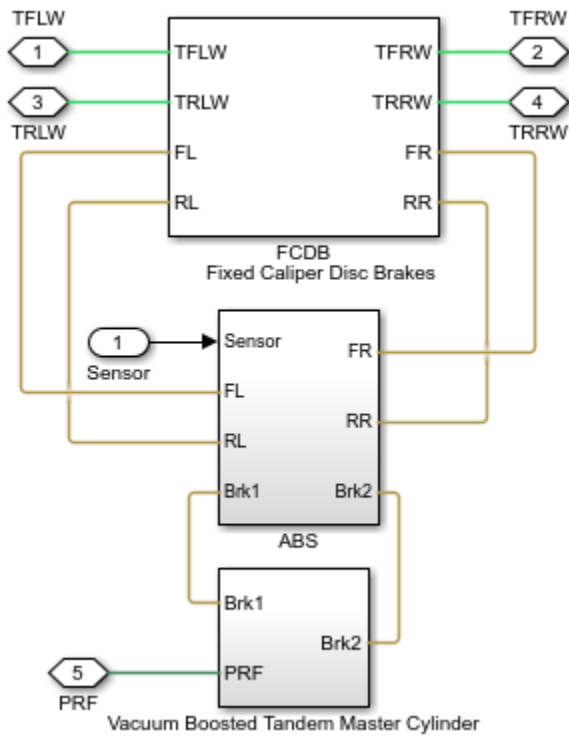 TFLW
TFRW
1
TFLW
TFRW
2
3
TRLW
TRRW
4
TRLW
TRRW
FL
FR
RL
RR
FCDB
Fixed Caliper Disc Brakes
1
Sensor
Sensor
FR
FL
RR
RL
Brk1
Brk2
ABS
Brk1
Brk2
5
PRF
PRF
Vacuum Boosted Tandem Master Cylinder